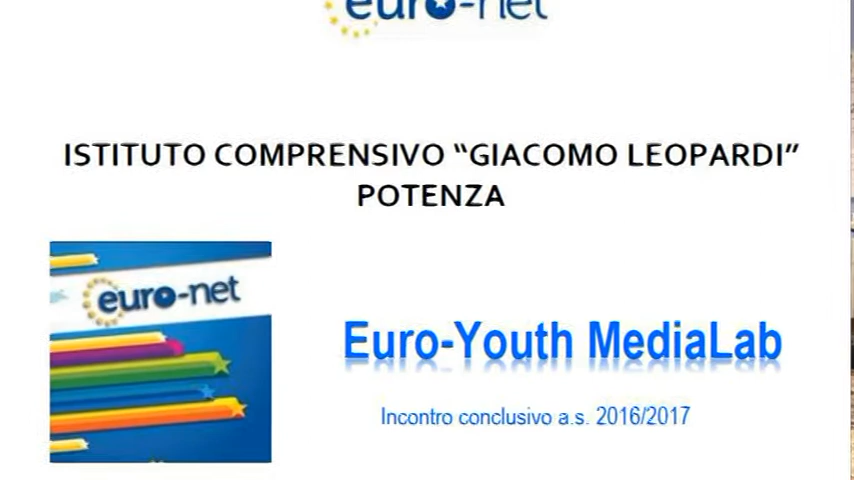 euro-net
ISTITUTO COMPRENSIVO “GIACOMO LEOPARDI”
POTENZA
euro-net
Euro-Youth MediaLab
Incontro conclusivo a.s. 2016/2017